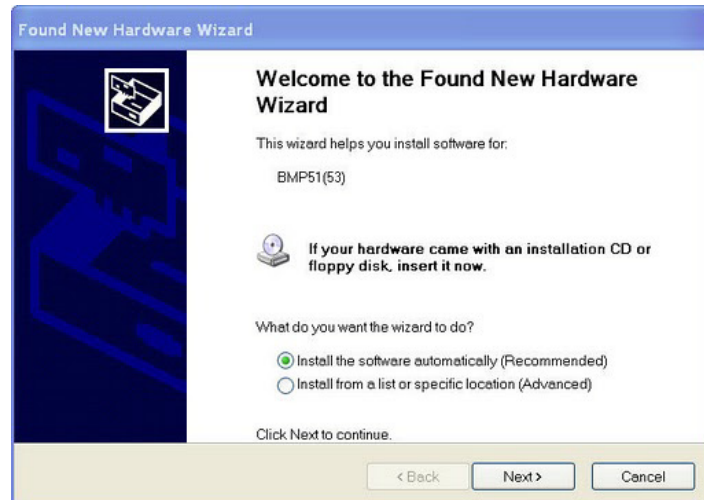 Found New Hardware Wizard
Welcome to the Found New Hardware
Wizard
This wizard helps you install software for:
BMP51(53)
If your hardware came with an installation CD or
floppy disk, insert it now.
What do you want the wizard to do?
Install the software automatically (Recommended)
Install from a list or specific location (Advanced)
Click Next to continue.
< Back
Next >
Cancel